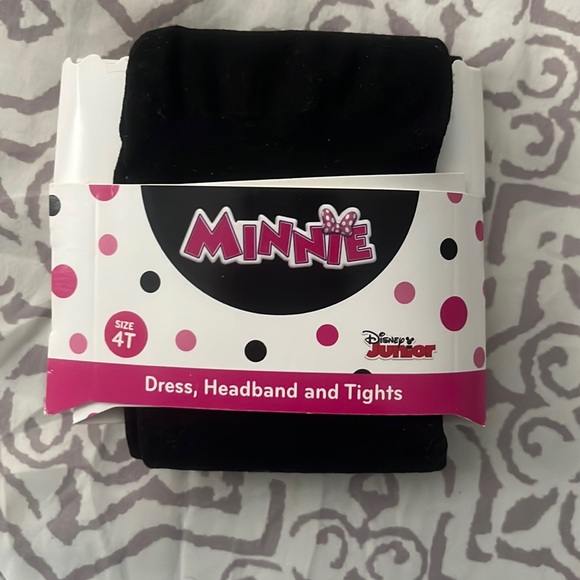 MINNIE
SIZE
4T
Disney
Junior
Dress, Headband and Tights